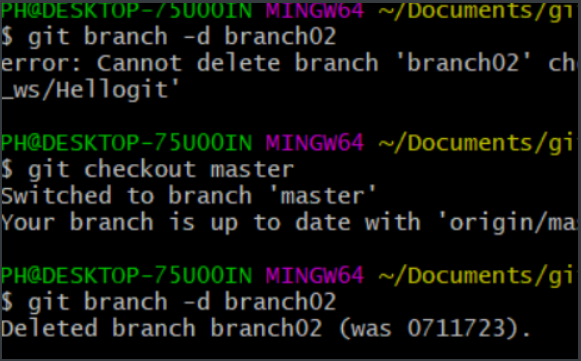 PH@DESKTOP-75U00IN MINGW64 ~/Documents/gi
$ git branch -d branch02
error: Cannot delete branch 'branch02' che
_ws/Hellogit'
PH@DESKTOP-75U00IN MINGW64 ~/Documents/gi
$ git checkout master
Switched to branch 'master'
Your branch is up to date with 'origin/mas
PH@DESKTOP-75U00IN MINGW64 ~/Documents/gi
$ git branch -d branch02
Deleted branch branch02 (was 0711723).